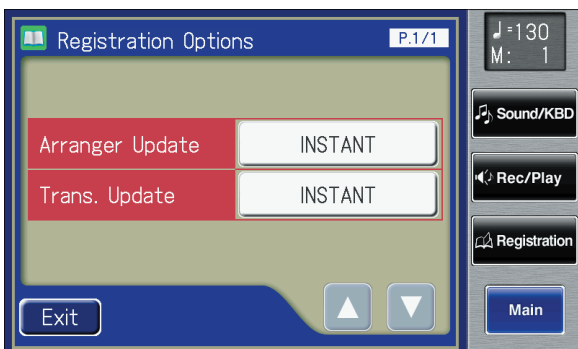 Registration Options
P.1/1
♩=130
M: 1
Sound/KBD
Arranger Update
INSTANT
Rec/Play
Trans. Update
INSTANT
Registration
Exit
Main